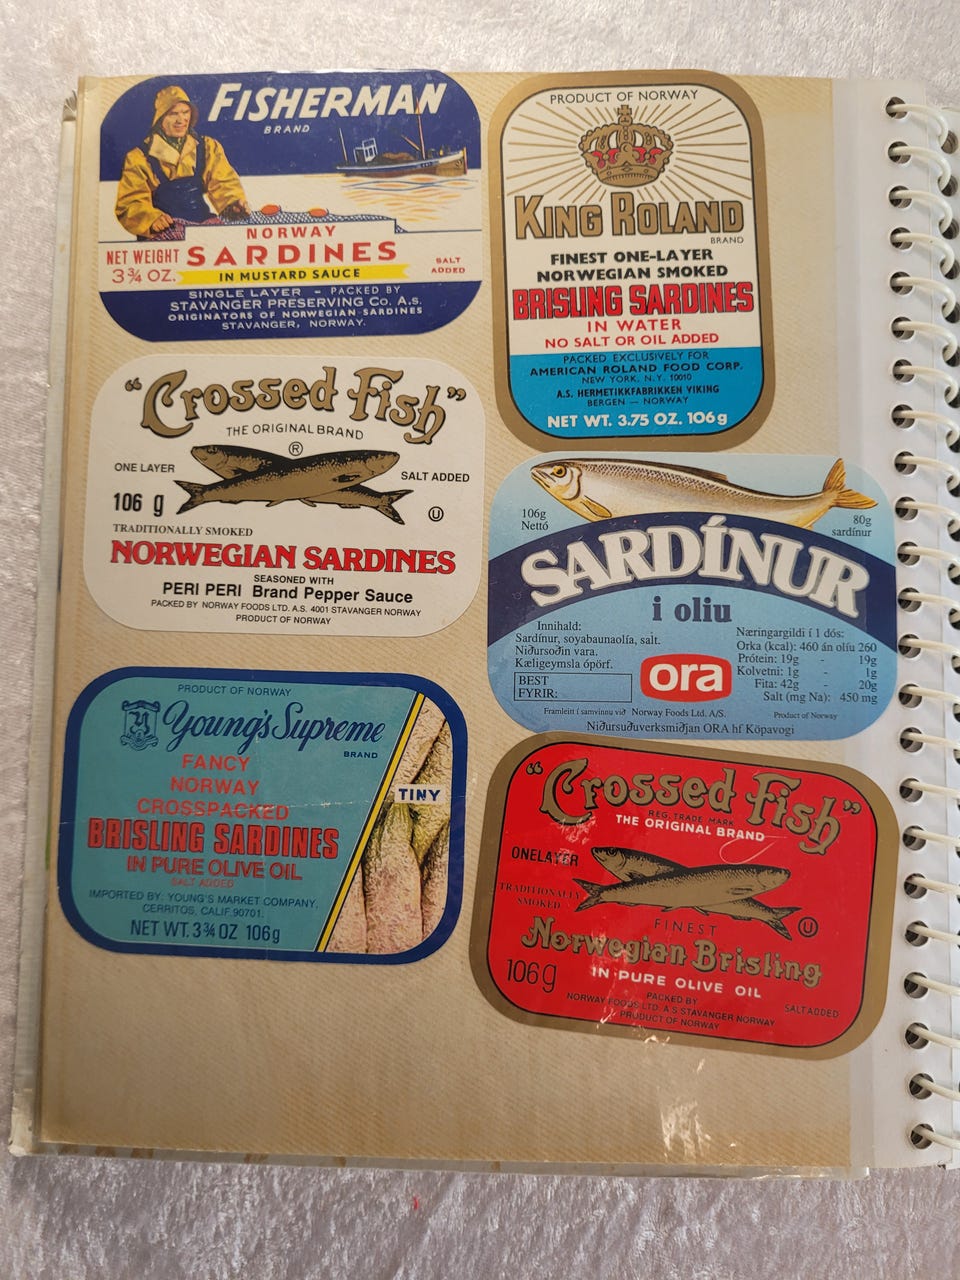 FISHERMAN
BRAND
NORWAY
NET WEIGHT
3¾ OZ.
SARDINES
SALT
ADDED
IN MUSTARD SAUCE
SINGLE LAYER - PACKED BY
STAVANGER PRESERVING Co. A.s.
ORIGINATORS OF NORWEGIAN SARDINES
STAVANGER, NORWAY.
PRODUCT OF NORWAY
KING ROLAND
BRAND
FINEST ONE-LAYER
NORWEGIAN SMOKED
BRISLING SARDINES
IN WATER
NO SALT OR OIL ADDED
PACKED EXCLUSIVELY FOR
AMERICAN ROLAND FOOD CORP.
NEW YORK, N.Y. 10010
A.S. HERMETIKKFABRIKKEN VIKING
BERGEN - NORWAY
NET WT. 3.75 OZ. 106g
"Crossed Fish"
THE ORIGINAL BRAND
®
ONE LAYER
SALT ADDED
106 g
U
TRADITIONALLY SMOKED
NORWEGIAN SARDINES
SEASONED WITH
PERI PERI Brand Pepper Sauce
PACKED BY NORWAY FOODS LTD. A.S. 4001 STAVANGER NORWAY
PRODUCT OF NORWAY
106g
Nettó
80g
sardínur
SARDÍNUR
i oliu
Innihald:
Sardínur, soyabaunaolía, salt.
Niðursoðin vara.
Kæligeymsla óþörf.
BEST
FYRIR:
ora
Næringargildi í 1 dós:
Orka (kcal): 460 án olíu 260
Prótein: 19g - 19g
Kolvetni: 1g - 1g
Fita: 42g - 20g
Salt (mg Na): 450 mg
Framleitt í samvinnu við Norway Foods Ltd. A/S. Product of Norway
Niðursuðuverksmiðjan ORA hf Köpavogi
PRODUCT OF NORWAY
Young's Supreme
BRAND
FANCY
NORWAY
CROSSPACKED
BRISLING SARDINES
IN PURE OLIVE OIL
SALT ADDED
IMPORTED BY: YOUNG'S MARKET COMPANY,
CERRITOS, CALIF. 90701.
NET WT. 3¾ OZ 106g
TINY
"Crossed Fish"
REG. TRADE MARK
THE ORIGINAL BRAND
ONE LAYER
TRADITIONALLY
SMOKED
U
FINEST
Norwegian Brisling
106g
IN PURE OLIVE OIL
PACKED BY
NORWAY FOODS LTD. A S STAVANGER NORWAY
PRODUCT OF NORWAY
SALT ADDED